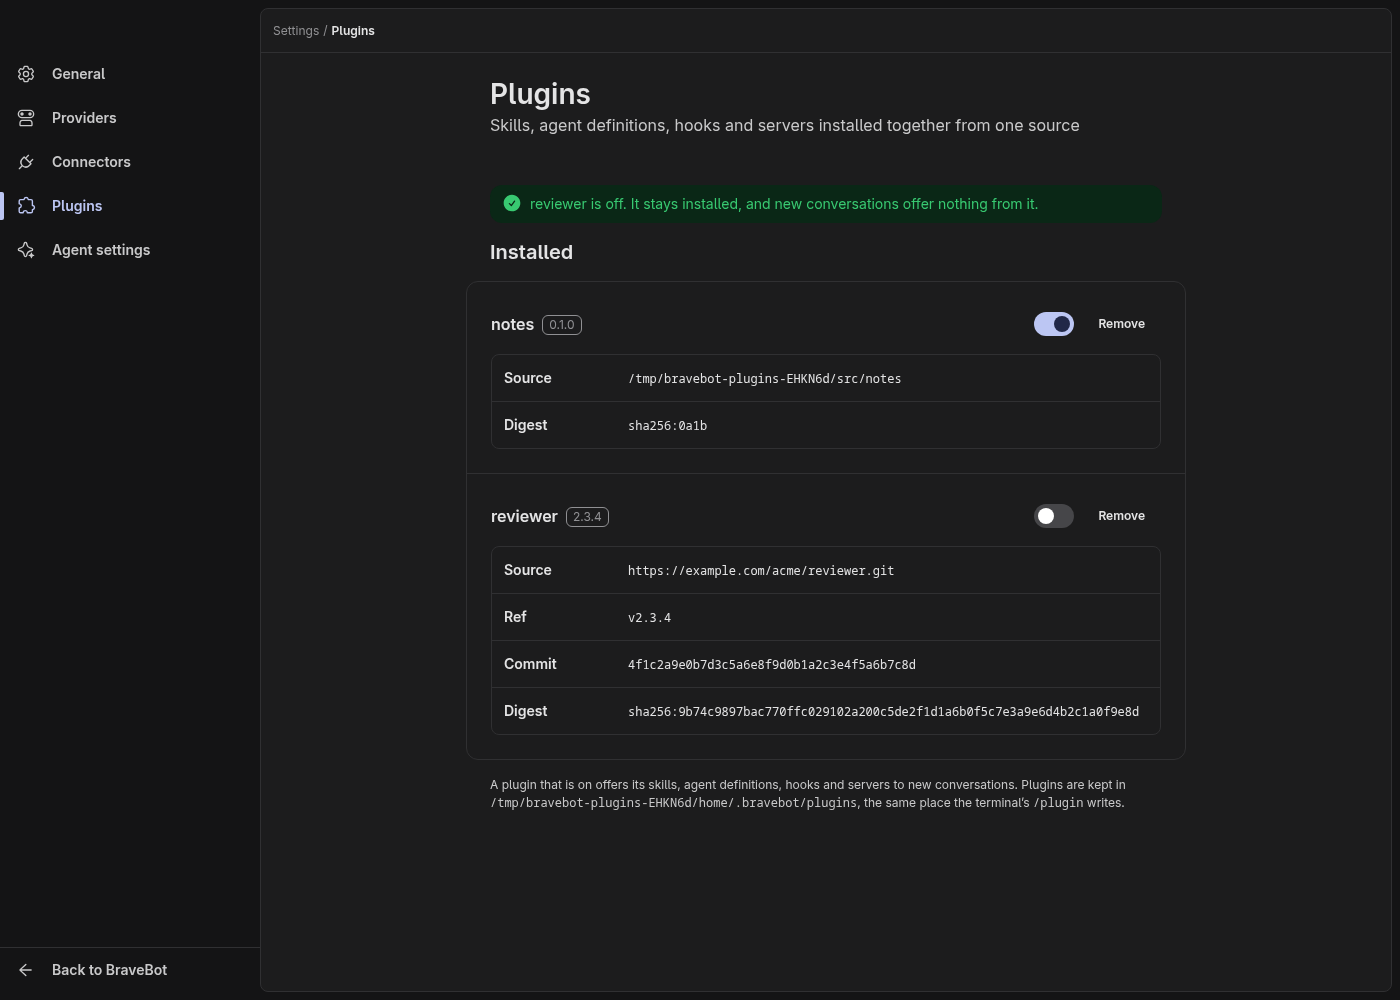 Settings / Plugins
General
Providers
Connectors
Plugins
Agent settings
Back to BraveBot
Plugins
Skills, agent definitions, hooks and servers installed together from one source
reviewer is off. It stays installed, and new conversations offer nothing from it.
Installed
notes 0.1.0 Remove
Source /tmp/bravebot-plugins-EHKN6d/src/notes
Digest sha256:0a1b
reviewer 2.3.4 Remove
Source https://example.com/acme/reviewer.git
Ref v2.3.4
Commit 4f1c2a9e0b7d3c5a6e8f9d0b1a2c3e4f5a6b7c8d
Digest sha256:9b74c9897bac770ffc029102a200c5de2f1d1a6b0f5c7e3a9e6d4b2c1a0f9e8d
A plugin that is on offers its skills, agent definitions, hooks and servers to new conversations. Plugins are kept in
/tmp/bravebot-plugins-EHKN6d/home/.bravebot/plugins, the same place the terminal's /plugin writes.